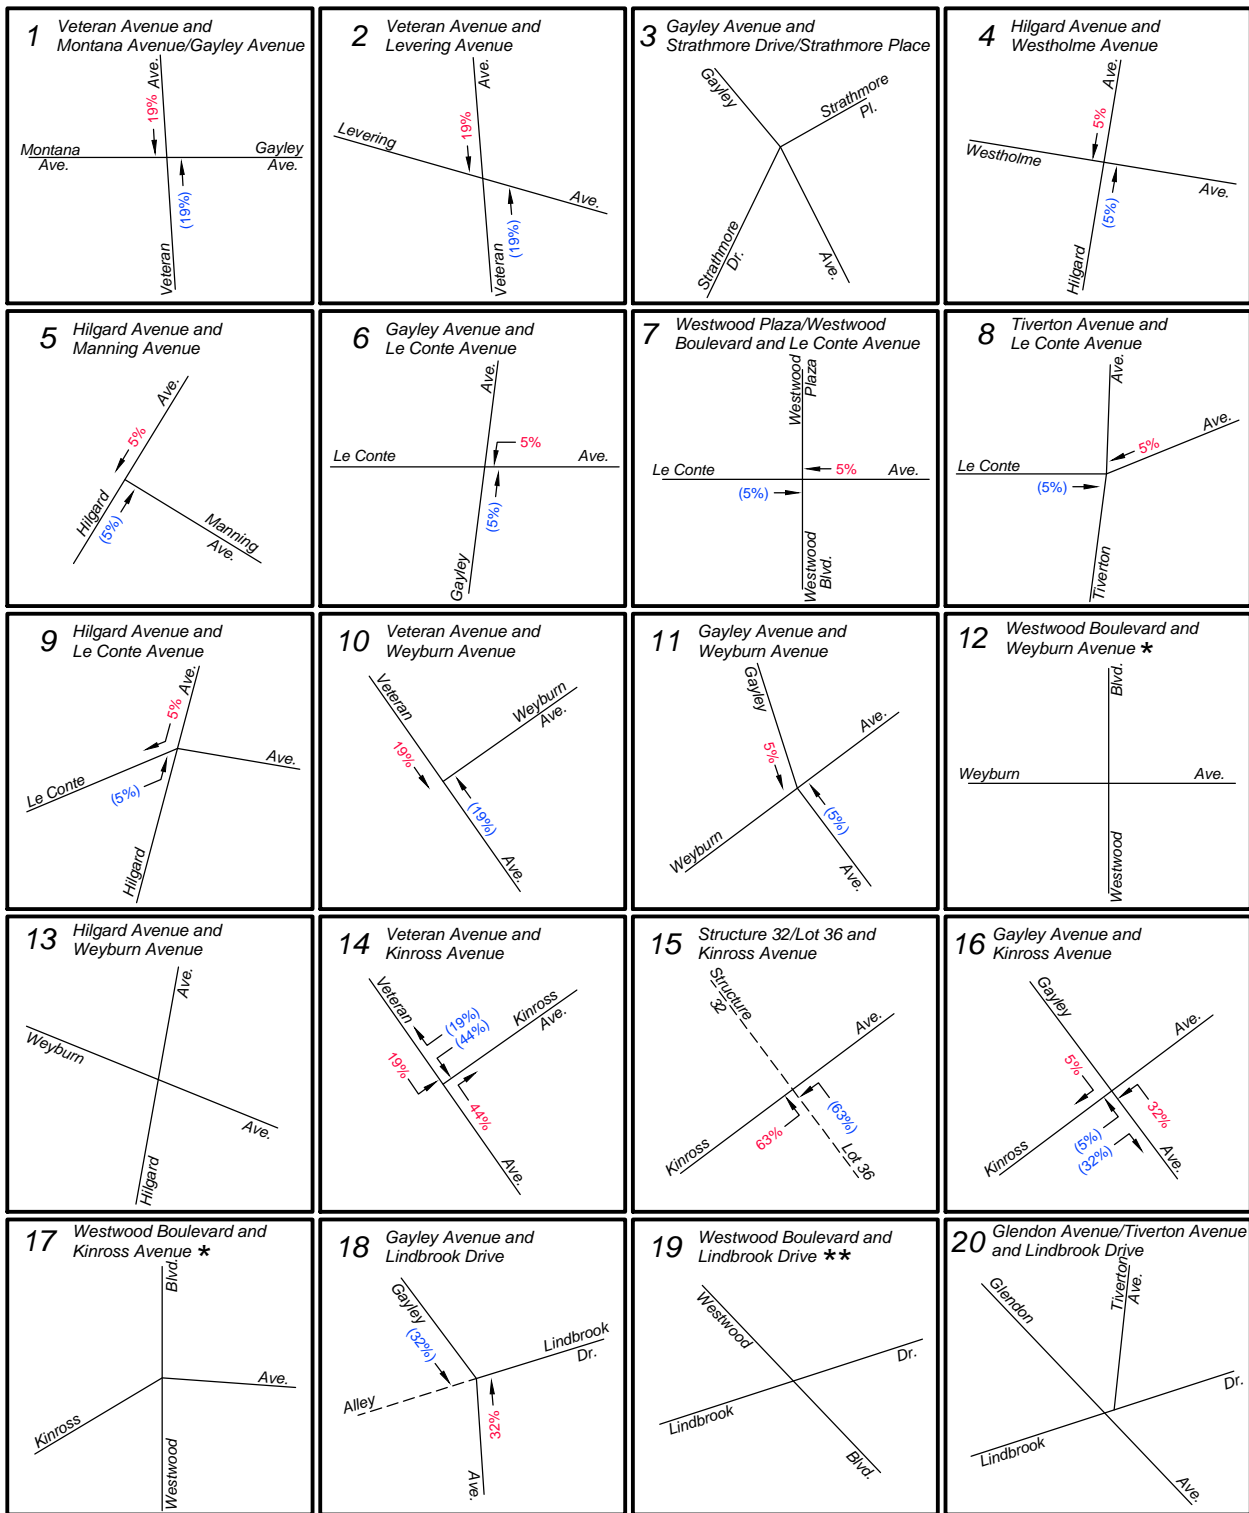 1 Veteran Avenue and
Montana Avenue/Gayley Avenue
Ave.
19%
Montana
Ave.
Gayley
Ave.
(19%)
Veteran
2 Veteran Avenue and
Levering Avenue
Ave.
19%
Levering
Ave.
(19%)
Veteran
3 Gayley Avenue and
Strathmore Drive/Strathmore Place
Gayley
Strathmore
Pl.
Strathmore
Dr.
Ave.
4 Hilgard Avenue and
Westholme Avenue
Ave.
5%
Westholme
Ave.
(5%)
Hilgard
5 Hilgard Avenue and
Manning Avenue
Ave.
5%
Hilgard
(5%)
Manning
Ave.
6 Gayley Avenue and
Le Conte Avenue
Ave.
5%
Le Conte
Ave.
(5%)
Gayley
7 Westwood Plaza/Westwood
Boulevard and Le Conte Avenue
Westwood
Plaza
5%
Le Conte
Ave.
(5%)
Westwood
Blvd.
8 Tiverton Avenue and
Le Conte Avenue
Ave.
Ave.
5%
Le Conte
(5%)
Tiverton
9 Hilgard Avenue and
Le Conte Avenue
Ave.
5%
Ave.
Le Conte
(5%)
Hilgard
10 Veteran Avenue and
Weyburn Avenue
Veteran
Weyburn
Ave.
19%
(19%)
Ave.
11 Gayley Avenue and
Weyburn Avenue
Gayley
Ave.
5%
(5%)
Weyburn
Ave.
12 Westwood Boulevard and
Weyburn Avenue *
Blvd.
Weyburn
Ave.
Westwood
13 Hilgard Avenue and
Weyburn Avenue
Ave.
Weyburn
Ave.
Hilgard
14 Veteran Avenue and
Kinross Avenue
Veteran
(19%)
(44%)
Kinross
Ave.
19%
44%
Ave.
15 Structure 32/Lot 36 and
Kinross Avenue
Structure
32
Ave.
(63%)
63%
Kinross
Lot 36
16 Gayley Avenue and
Kinross Avenue
Gayley
Ave.
5%
32%
(5%)
(32%)
Kinross
Ave.
17 Westwood Boulevard and
Kinross Avenue *
Blvd.
Ave.
Kinross
Westwood
18 Gayley Avenue and
Lindbrook Drive
Gayley
(32%)
Lindbrook
Dr.
Alley
32%
Ave.
19 Westwood Boulevard and
Lindbrook Drive **
Westwood
Dr.
Lindbrook
Blvd.
20 Glendon Avenue/Tiverton Avenue
and Lindbrook Drive
Glendon
Tiverton
Ave.
Dr.
Lindbrook
Ave.